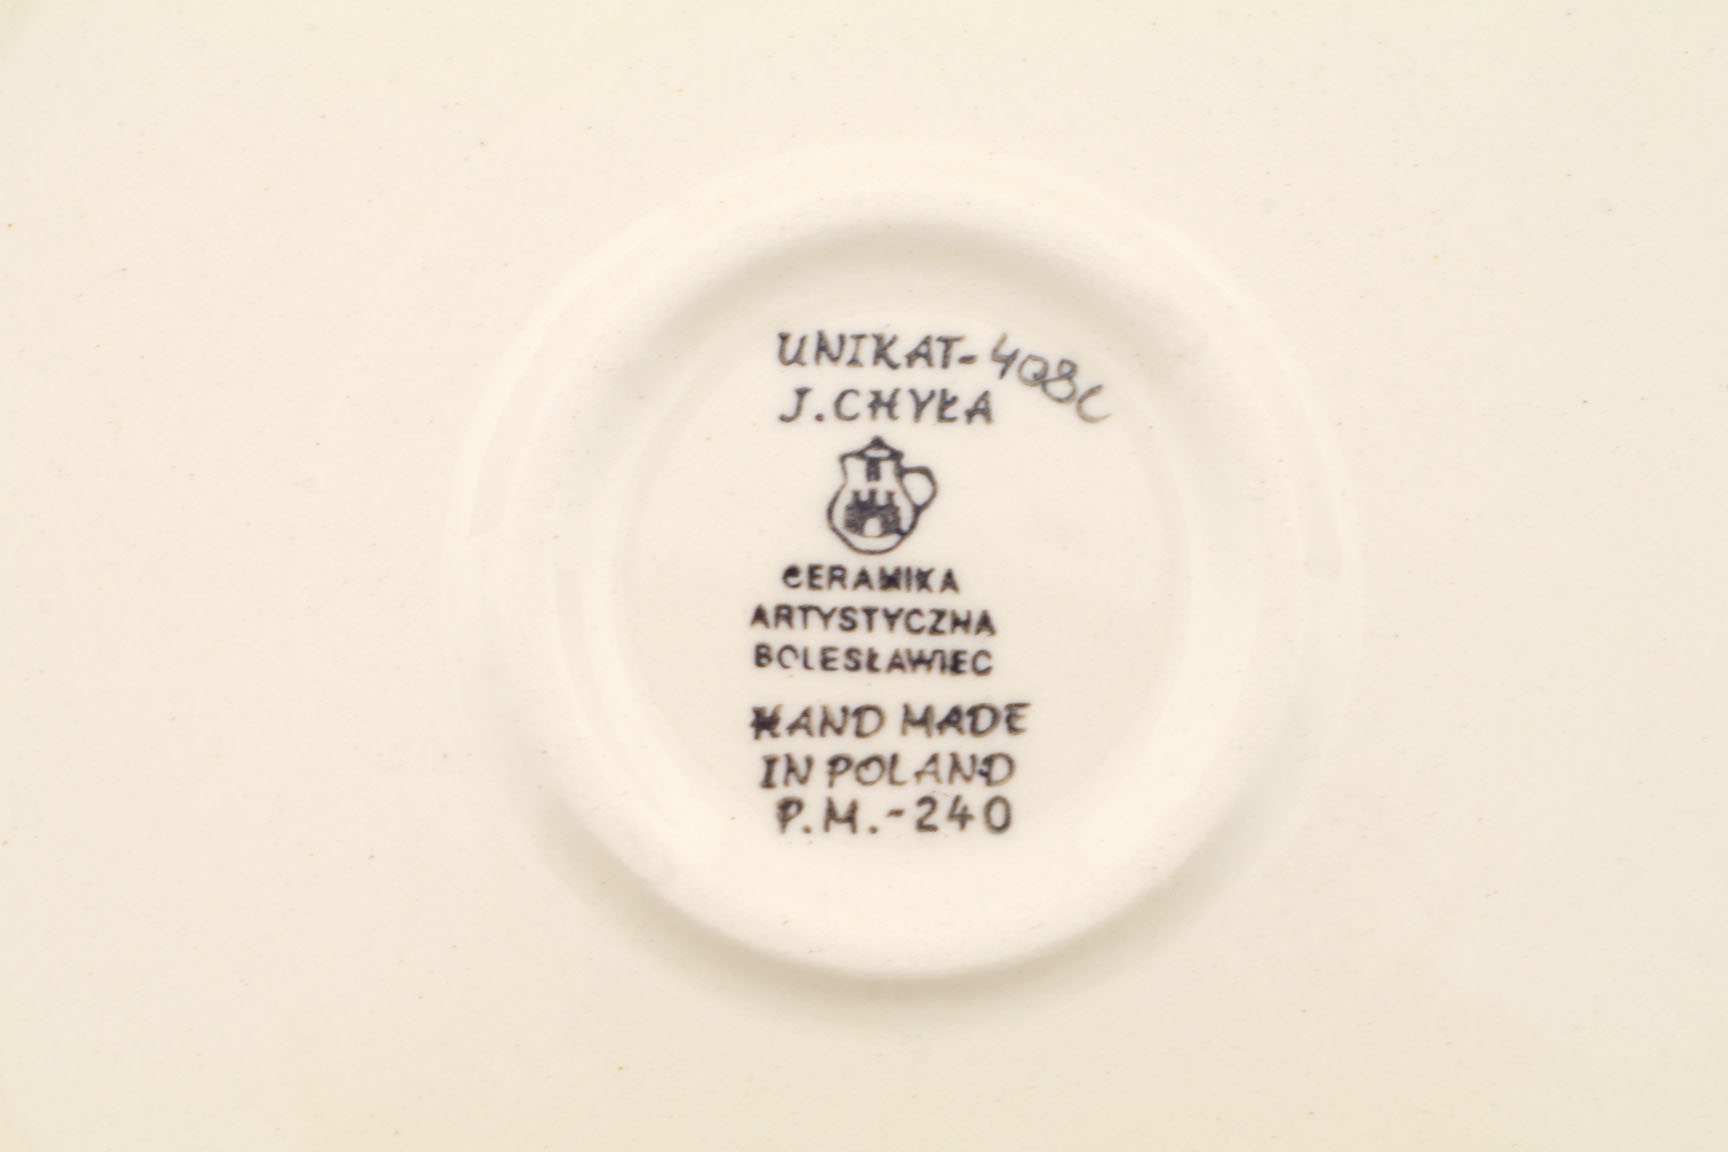 UNIKAT-408C
J.CHYŁA
CERAMIKA
ARTYSTYCZNA
BOLESŁAWIEC
HAND MADE
IN POLAND
P.M.-240